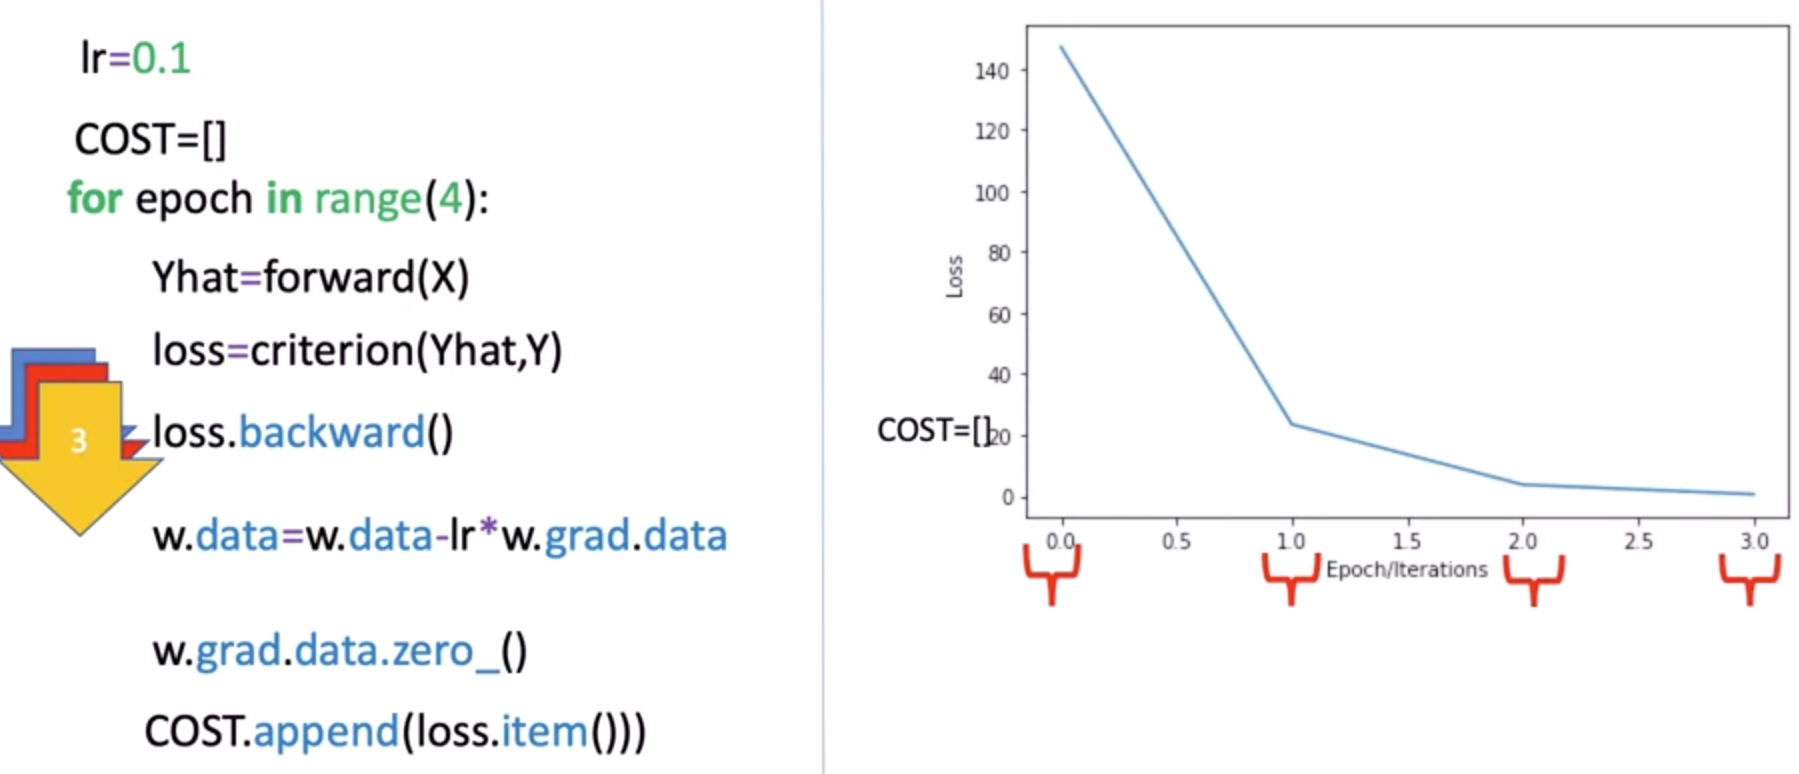 lr=0.1
COST=[]
for epoch in range(4):
Yhat=forward(X)
loss=criterion(Yhat,Y)
3
loss.backward()
w.data=w.data-lr*w.grad.data
w.grad.data.zero_()
COST.append(loss.item()))
Loss
140
120
100
80
60
40
20
0
COST=[]
0.0 0.5 1.0 1.5 2.0 2.5 3.0
Epoch/Iterations